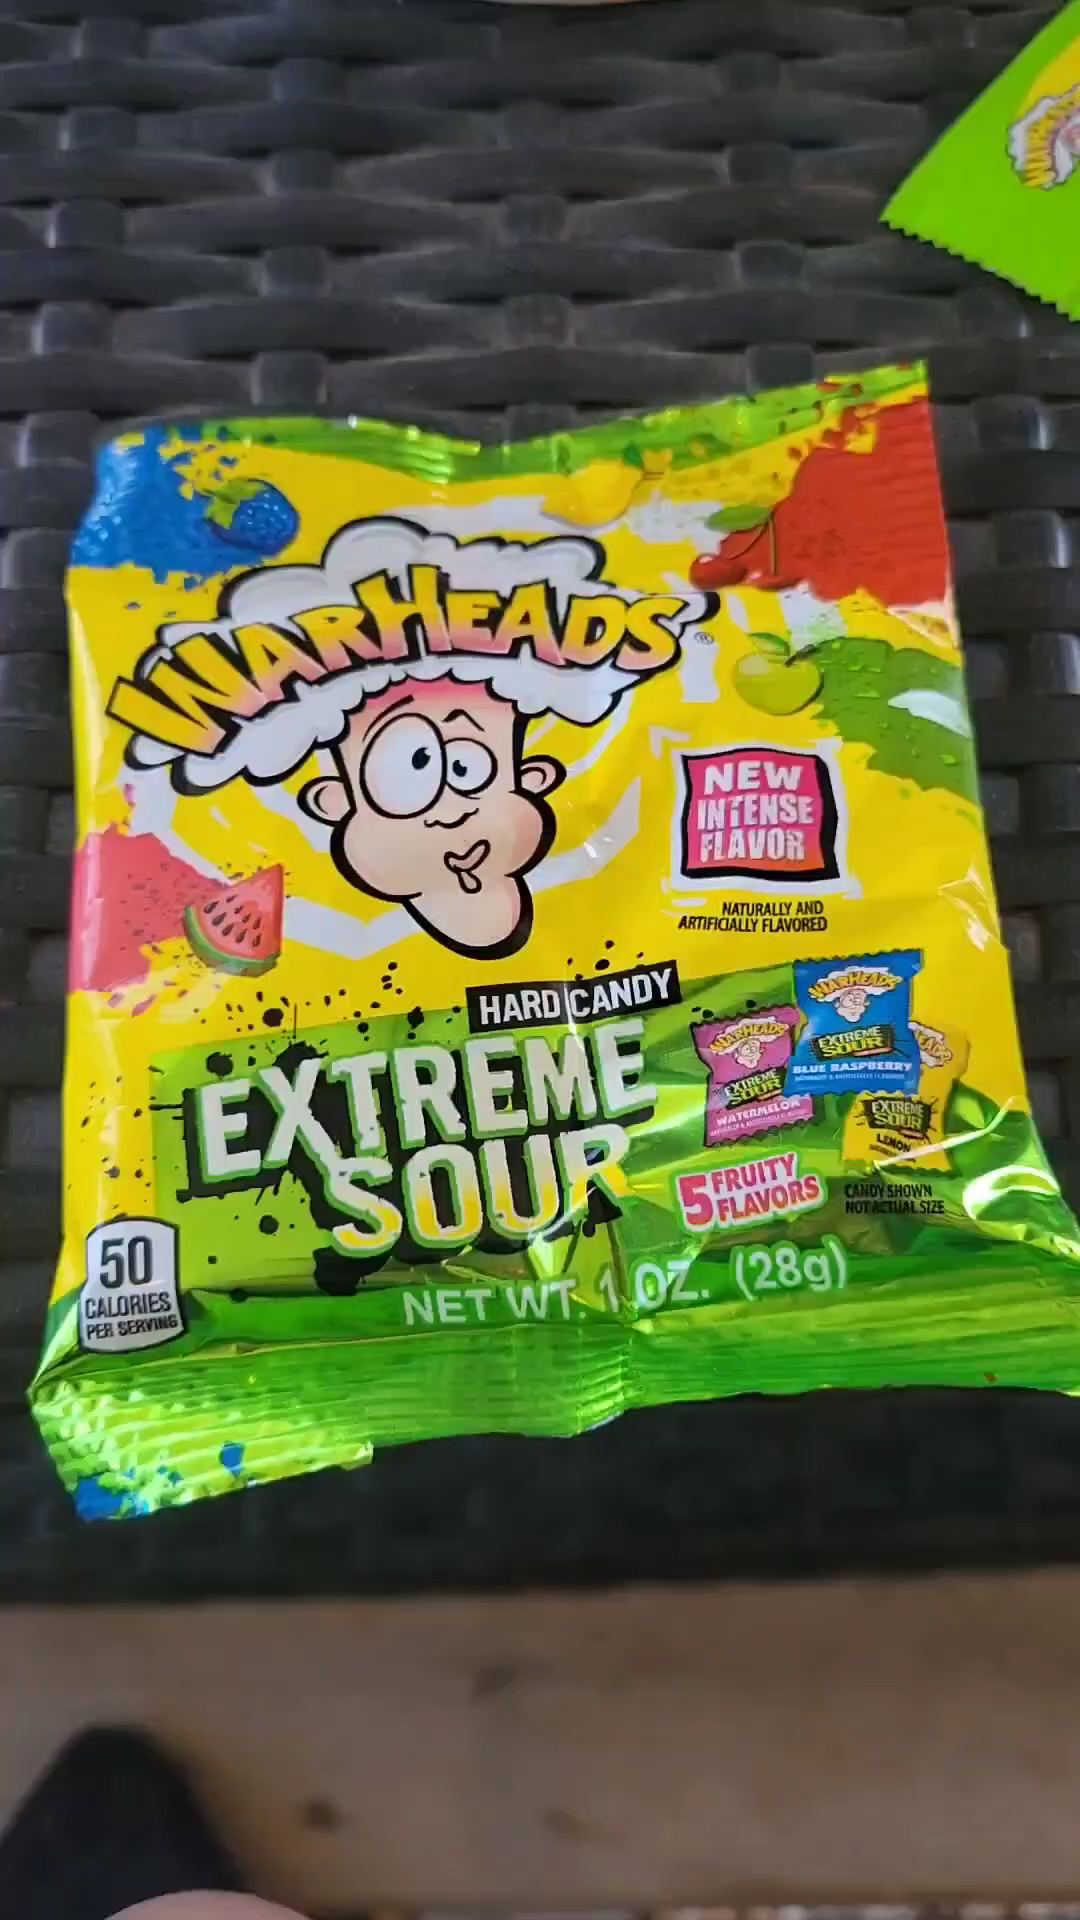 WARHEADS®
NEW
INTENSE
FLAVOR
NATURALLY AND
ARTIFICIALLY FLAVORED
HARD CANDY
EXTREME
SOUR
WARHEADS
EXTREME
SOUR
WATERMELON
WARHEADS
EXTREME
SOUR
BLUE RASPBERRY
EXTREME
SOUR
LEMON
5 FRUITY
FLAVORS
CANDY SHOWN
NOT ACTUAL SIZE
50
CALORIES
PER SERVING
NET WT. 1 OZ. (28g)